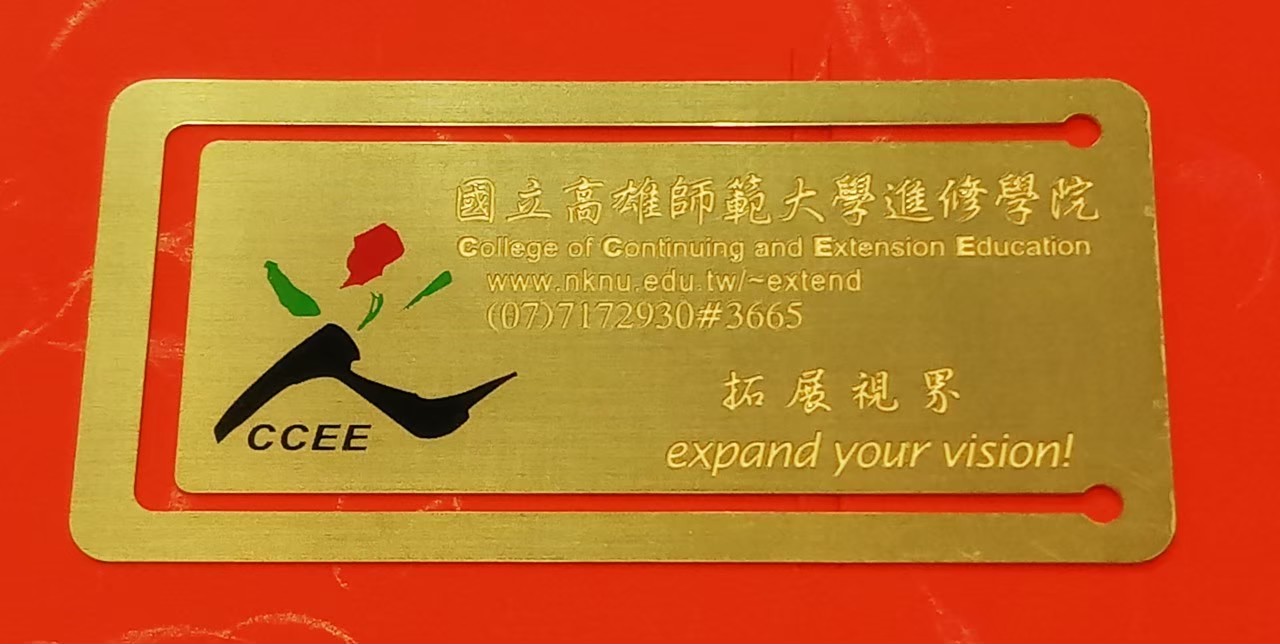 國立高雄師範大學進修學院
College of Continuing and Extension Education
www.nknu.edu.tw/~extend
(07)7172930#3665
CCEE
拓展視界
expand your vision!